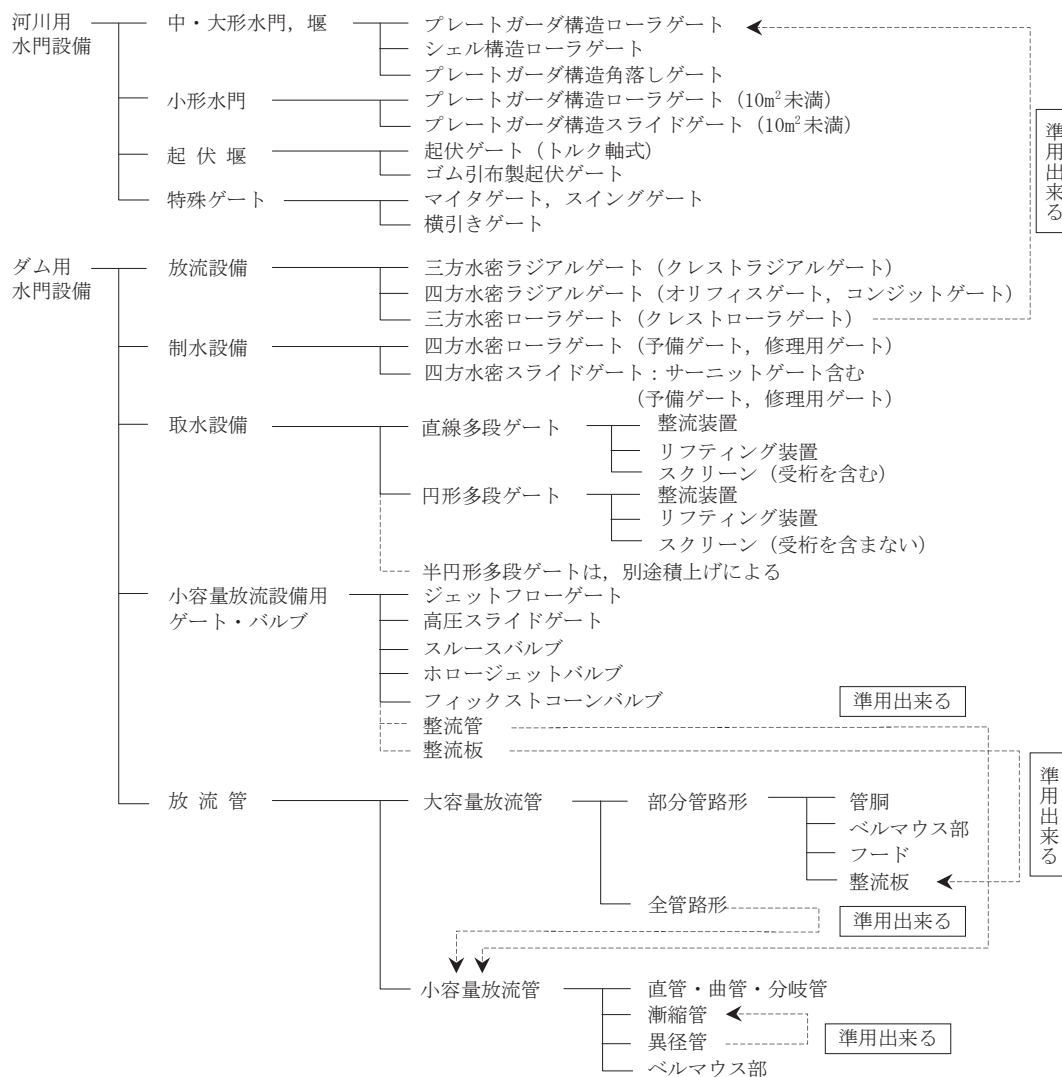 河川用
水門設備
中・大形水門，堰
プレートガーダ構造ローラゲート
シェル構造ローラゲート
プレートガーダ構造角落しゲート
小形水門
プレートガーダ構造ローラゲート（10m²未満）
プレートガーダ構造スライドゲート（10m²未満）
起 伏 堰
起伏ゲート（トルク軸式）
ゴム引布製起伏ゲート
特殊ゲート
マイタゲート，スイングゲート
横引きゲート
準用出来る
ダム用
水門設備
放流設備
三方水密ラジアルゲート（クレストラジアルゲート）
四方水密ラジアルゲート（オリフィスゲート，コンジットゲート）
三方水密ローラゲート（クレストローラゲート）
制水設備
四方水密ローラゲート（予備ゲート，修理用ゲート）
四方水密スライドゲート：サーニットゲート含む
（予備ゲート，修理用ゲート）
取水設備
直線多段ゲート
整流装置
リフティング装置
スクリーン（受桁を含む）
円形多段ゲート
整流装置
リフティング装置
スクリーン（受桁を含まない）
半円形多段ゲートは，別途積上げによる
小容量放流設備用
ゲート・バルブ
ジェットフローゲート
高圧スライドゲート
スルースバルブ
ホロージェットバルブ
フィックストコーンバルブ
整流管
整流板
準用出来る
準用出来る
放 流 管
大容量放流管
部分管路形
管胴
ベルマウス部
フード
整流板
全管路形
準用出来る
小容量放流管
直管・曲管・分岐管
漸縮管
異径管
ベルマウス部
準用出来る